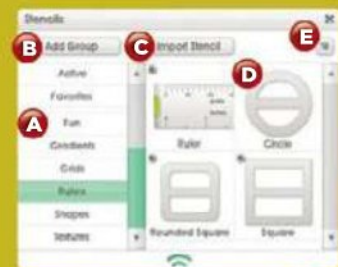 Stencils
B Add Group C Import Stencil E
Active
Favorites
A Fun
Gradients
Grids
Rulers
Shapes
Textures
D
Ruler Circle
Rounded Square Square